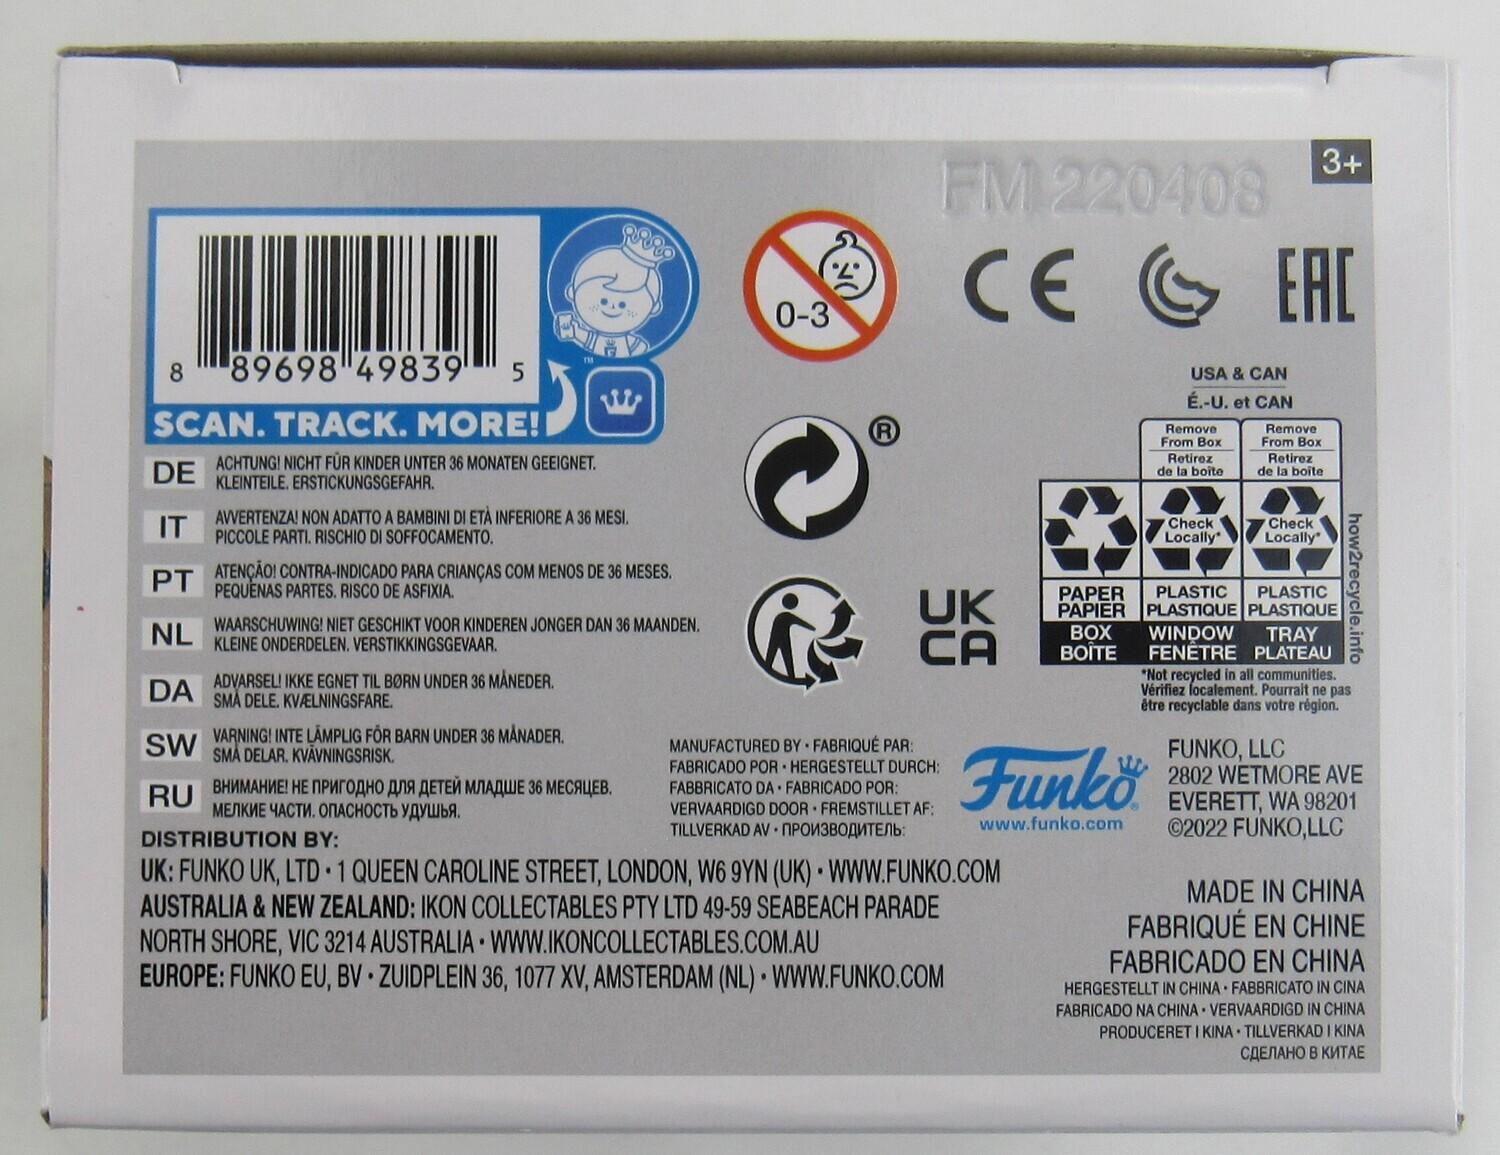 FM 220408
3+
8 89698 49839 5
SCAN. TRACK. MORE!
™
0-3
CE
EAC
®
UK
CA
USA & CAN
É.-U. et CAN
Remove
From Box
Retirez
de la boîte
Remove
From Box
Retirez
de la boîte
Check
Locally*
Check
Locally*
PAPER
PAPIER
PLASTIC
PLASTIQUE
PLASTIC
PLASTIQUE
BOX
BOÎTE
WINDOW
FENÊTRE
TRAY
PLATEAU
how2recycle.info
*Not recycled in all communities.
Vérifiez localement. Pourrait ne pas
être recyclable dans votre région.
DE
ACHTUNG! NICHT FÜR KINDER UNTER 36 MONATEN GEEIGNET.
KLEINTEILE. ERSTICKUNGSGEFAHR.
IT
AVVERTENZA! NON ADATTO A BAMBINI DI ETÀ INFERIORE A 36 MESI.
PICCOLE PARTI. RISCHIO DI SOFFOCAMENTO.
PT
ATENÇÃO! CONTRA-INDICADO PARA CRIANÇAS COM MENOS DE 36 MESES.
PEQUENAS PARTES. RISCO DE ASFIXIA.
NL
WAARSCHUWING! NIET GESCHIKT VOOR KINDEREN JONGER DAN 36 MAANDEN.
KLEINE ONDERDELEN. VERSTIKKINGSGEVAAR.
DA
ADVARSEL! IKKE EGNET TIL BØRN UNDER 36 MÅNEDER.
SMÅ DELE. KVÆLNINGSFARE.
SW
VARNING! INTE LÄMPLIG FÖR BARN UNDER 36 MÅNADER.
SMÅ DELAR. KVÄVNINGSRISK.
RU
ВНИМАНИЕ! НЕ ПРИГОДНО ДЛЯ ДЕТЕЙ МЛАДШЕ 36 МЕСЯЦЕВ.
МЕЛКИЕ ЧАСТИ. ОПАСНОСТЬ УДУШЬЯ.
MANUFACTURED BY • FABRIQUÉ PAR:
FABRICADO POR • HERGESTELLT DURCH:
FABBRICATO DA • FABRICADO POR:
VERVAARDIGD DOOR • FREMSTILLET AF:
TILLVERKAD AV • ПРОИЗВОДИТЕЛЬ:
Funko®
www.funko.com
FUNKO, LLC
2802 WETMORE AVE
EVERETT, WA 98201
©2022 FUNKO,LLC
DISTRIBUTION BY:
UK: FUNKO UK, LTD • 1 QUEEN CAROLINE STREET, LONDON, W6 9YN (UK) • WWW.FUNKO.COM
AUSTRALIA & NEW ZEALAND: IKON COLLECTABLES PTY LTD 49-59 SEABEACH PARADE
NORTH SHORE, VIC 3214 AUSTRALIA • WWW.IKONCOLLECTABLES.COM.AU
EUROPE: FUNKO EU, BV • ZUIDPLEIN 36, 1077 XV, AMSTERDAM (NL) • WWW.FUNKO.COM
MADE IN CHINA
FABRIQUÉ EN CHINE
FABRICADO EN CHINA
HERGESTELLT IN CHINA • FABBRICATO IN CINA
FABRICADO NA CHINA • VERVAARDIGD IN CHINA
PRODUCERET I KINA • TILLVERKAD I KINA
СДЕЛАНО В КИТАЕ